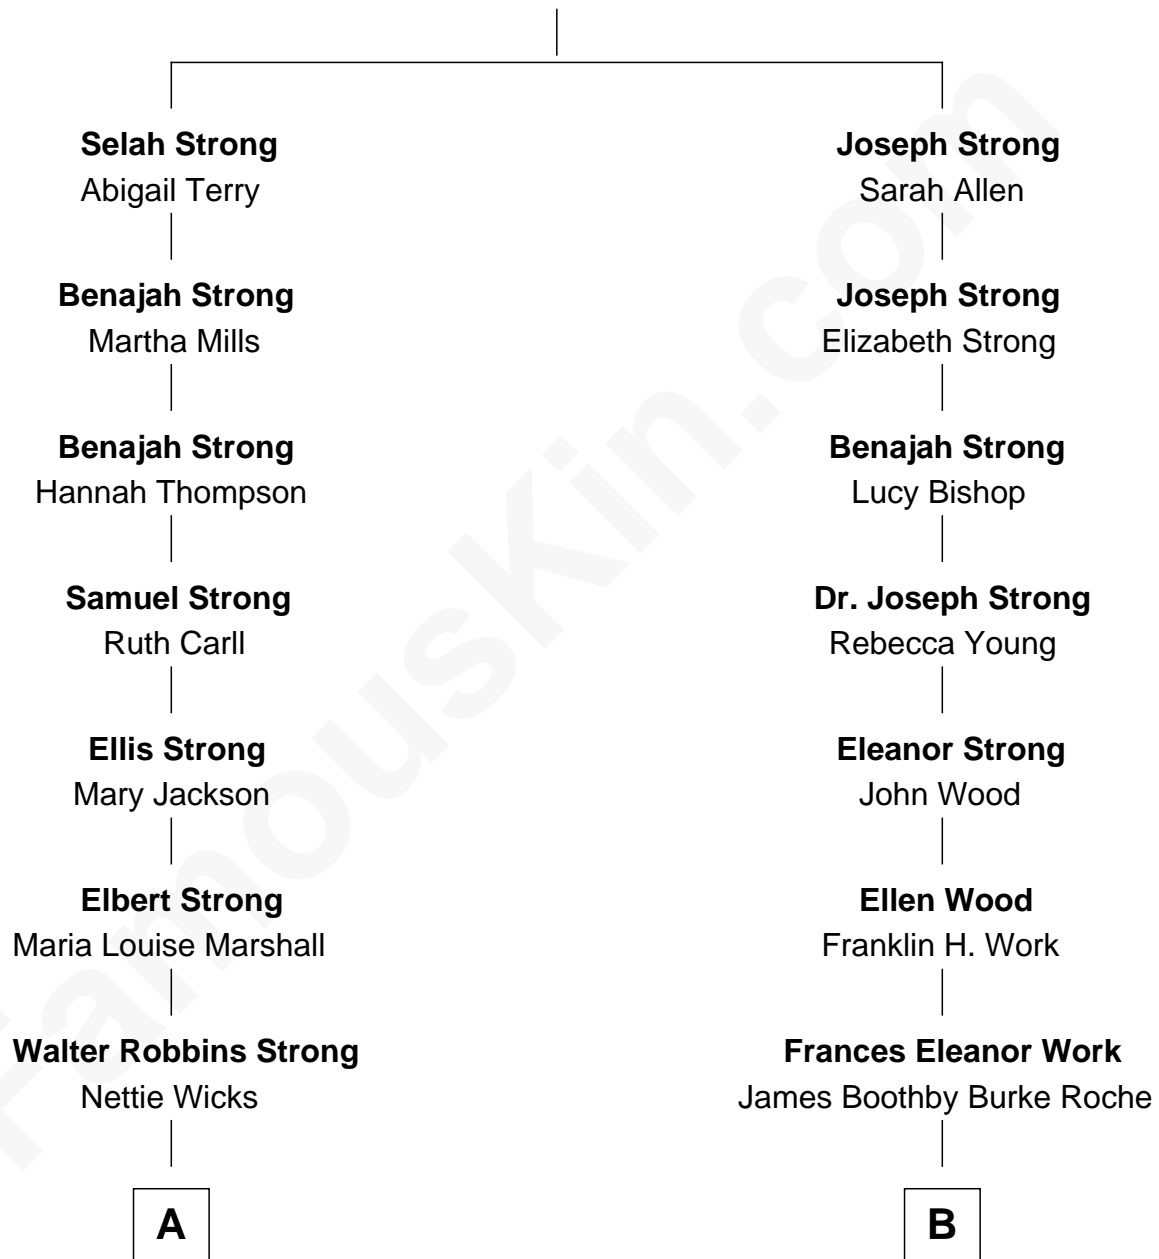 Selah Strong
Abigail Terry
Joseph Strong
Sarah Allen
Benajah Strong
Martha Mills
Joseph Strong
Elizabeth Strong
Benajah Strong
Hannah Thompson
Benajah Strong
Lucy Bishop
Samuel Strong
Ruth Carll
Dr. Joseph Strong
Rebecca Young
Ellis Strong
Mary Jackson
Eleanor Strong
John Wood
Elbert Strong
Maria Louise Marshall
Ellen Wood
Franklin H. Work
Walter Robbins Strong
Nettie Wicks
Frances Eleanor Work
James Boothby Burke Roche
A
B
FamousKin.com